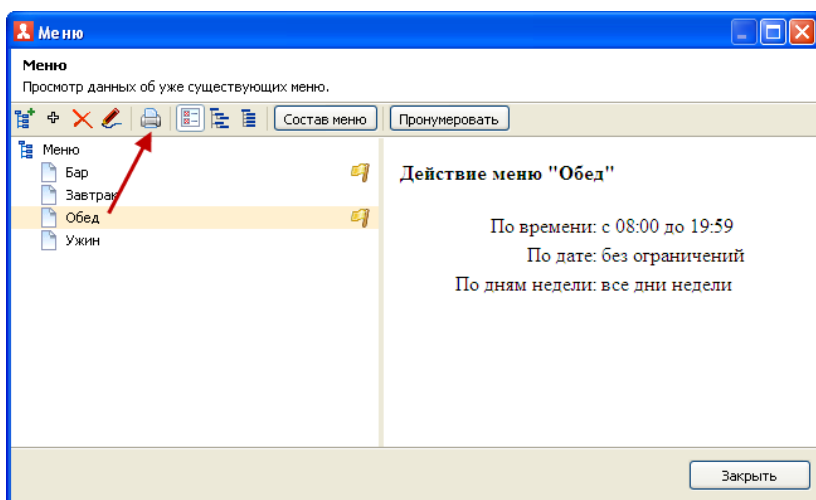 Меню
Меню
Просмотр данных об уже существующих меню.
Состав меню Пронумеровать
Меню
Бар
Завтрак
Обед
Ужин
Действие меню "Обед"
По времени: с 08:00 до 19:59
По дате: без ограничений
По дням недели: все дни недели
Закрыть